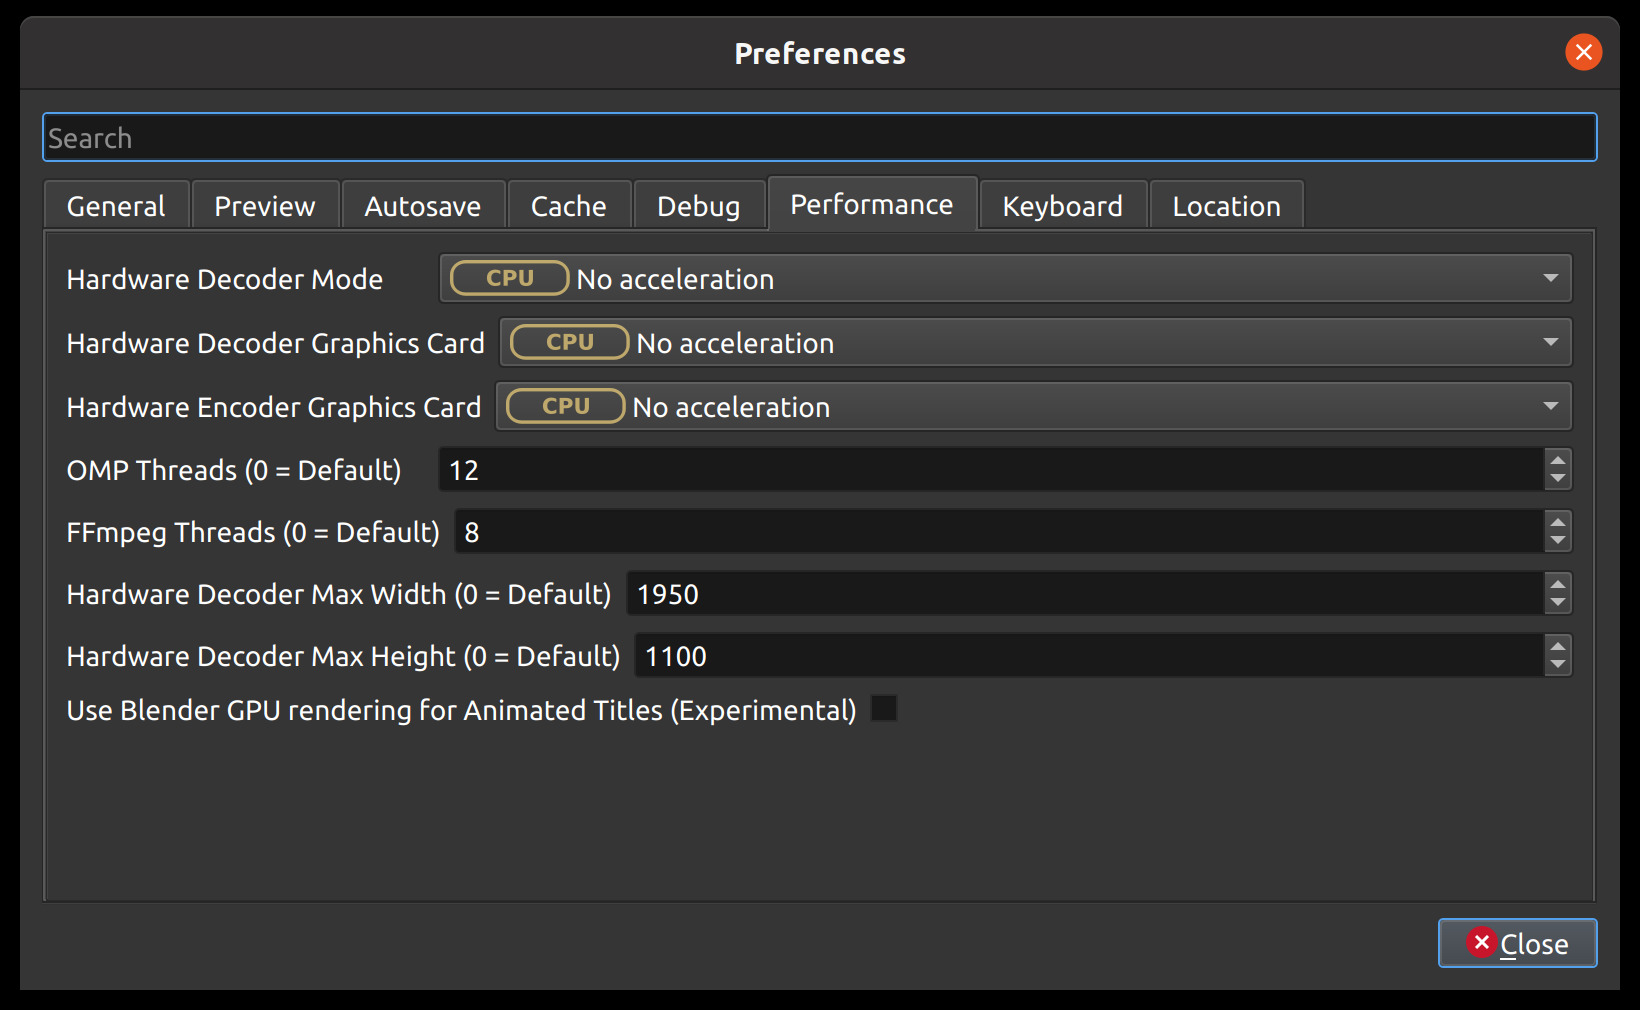 Preferences
Search
General Preview Autosave Cache Debug Performance Keyboard Location
Hardware Decoder Mode CPU No acceleration
Hardware Decoder Graphics Card CPU No acceleration
Hardware Encoder Graphics Card CPU No acceleration
OMP Threads (0 = Default) 12
FFmpeg Threads (0 = Default) 8
Hardware Decoder Max Width (0 = Default) 1950
Hardware Decoder Max Height (0 = Default) 1100
Use Blender GPU rendering for Animated Titles (Experimental)
Close